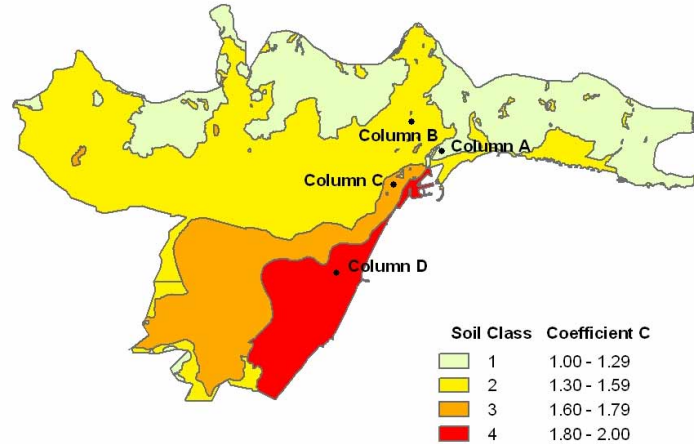 Column B
Column A
Column C
Column D
Soil Class Coefficient C
1 1.00 - 1.29
2 1.30 - 1.59
3 1.60 - 1.79
4 1.80 - 2.00